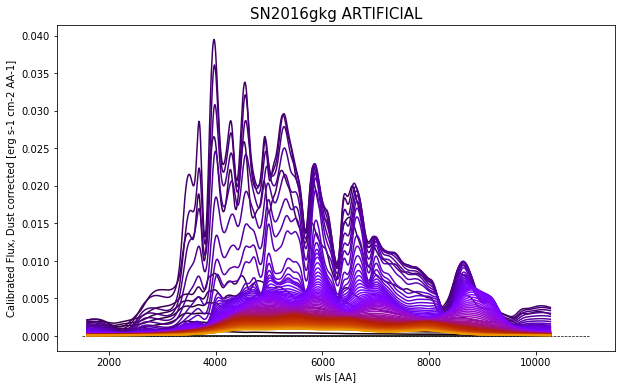 SN2016gkg ARTIFICIAL
Calibrated Flux, Dust corrected [erg s-1 cm-2 AA-1]
0.040
0.035
0.030
0.025
0.020
0.015
0.010
0.005
0.000
2000 4000 6000 8000 10000
wls [AA]